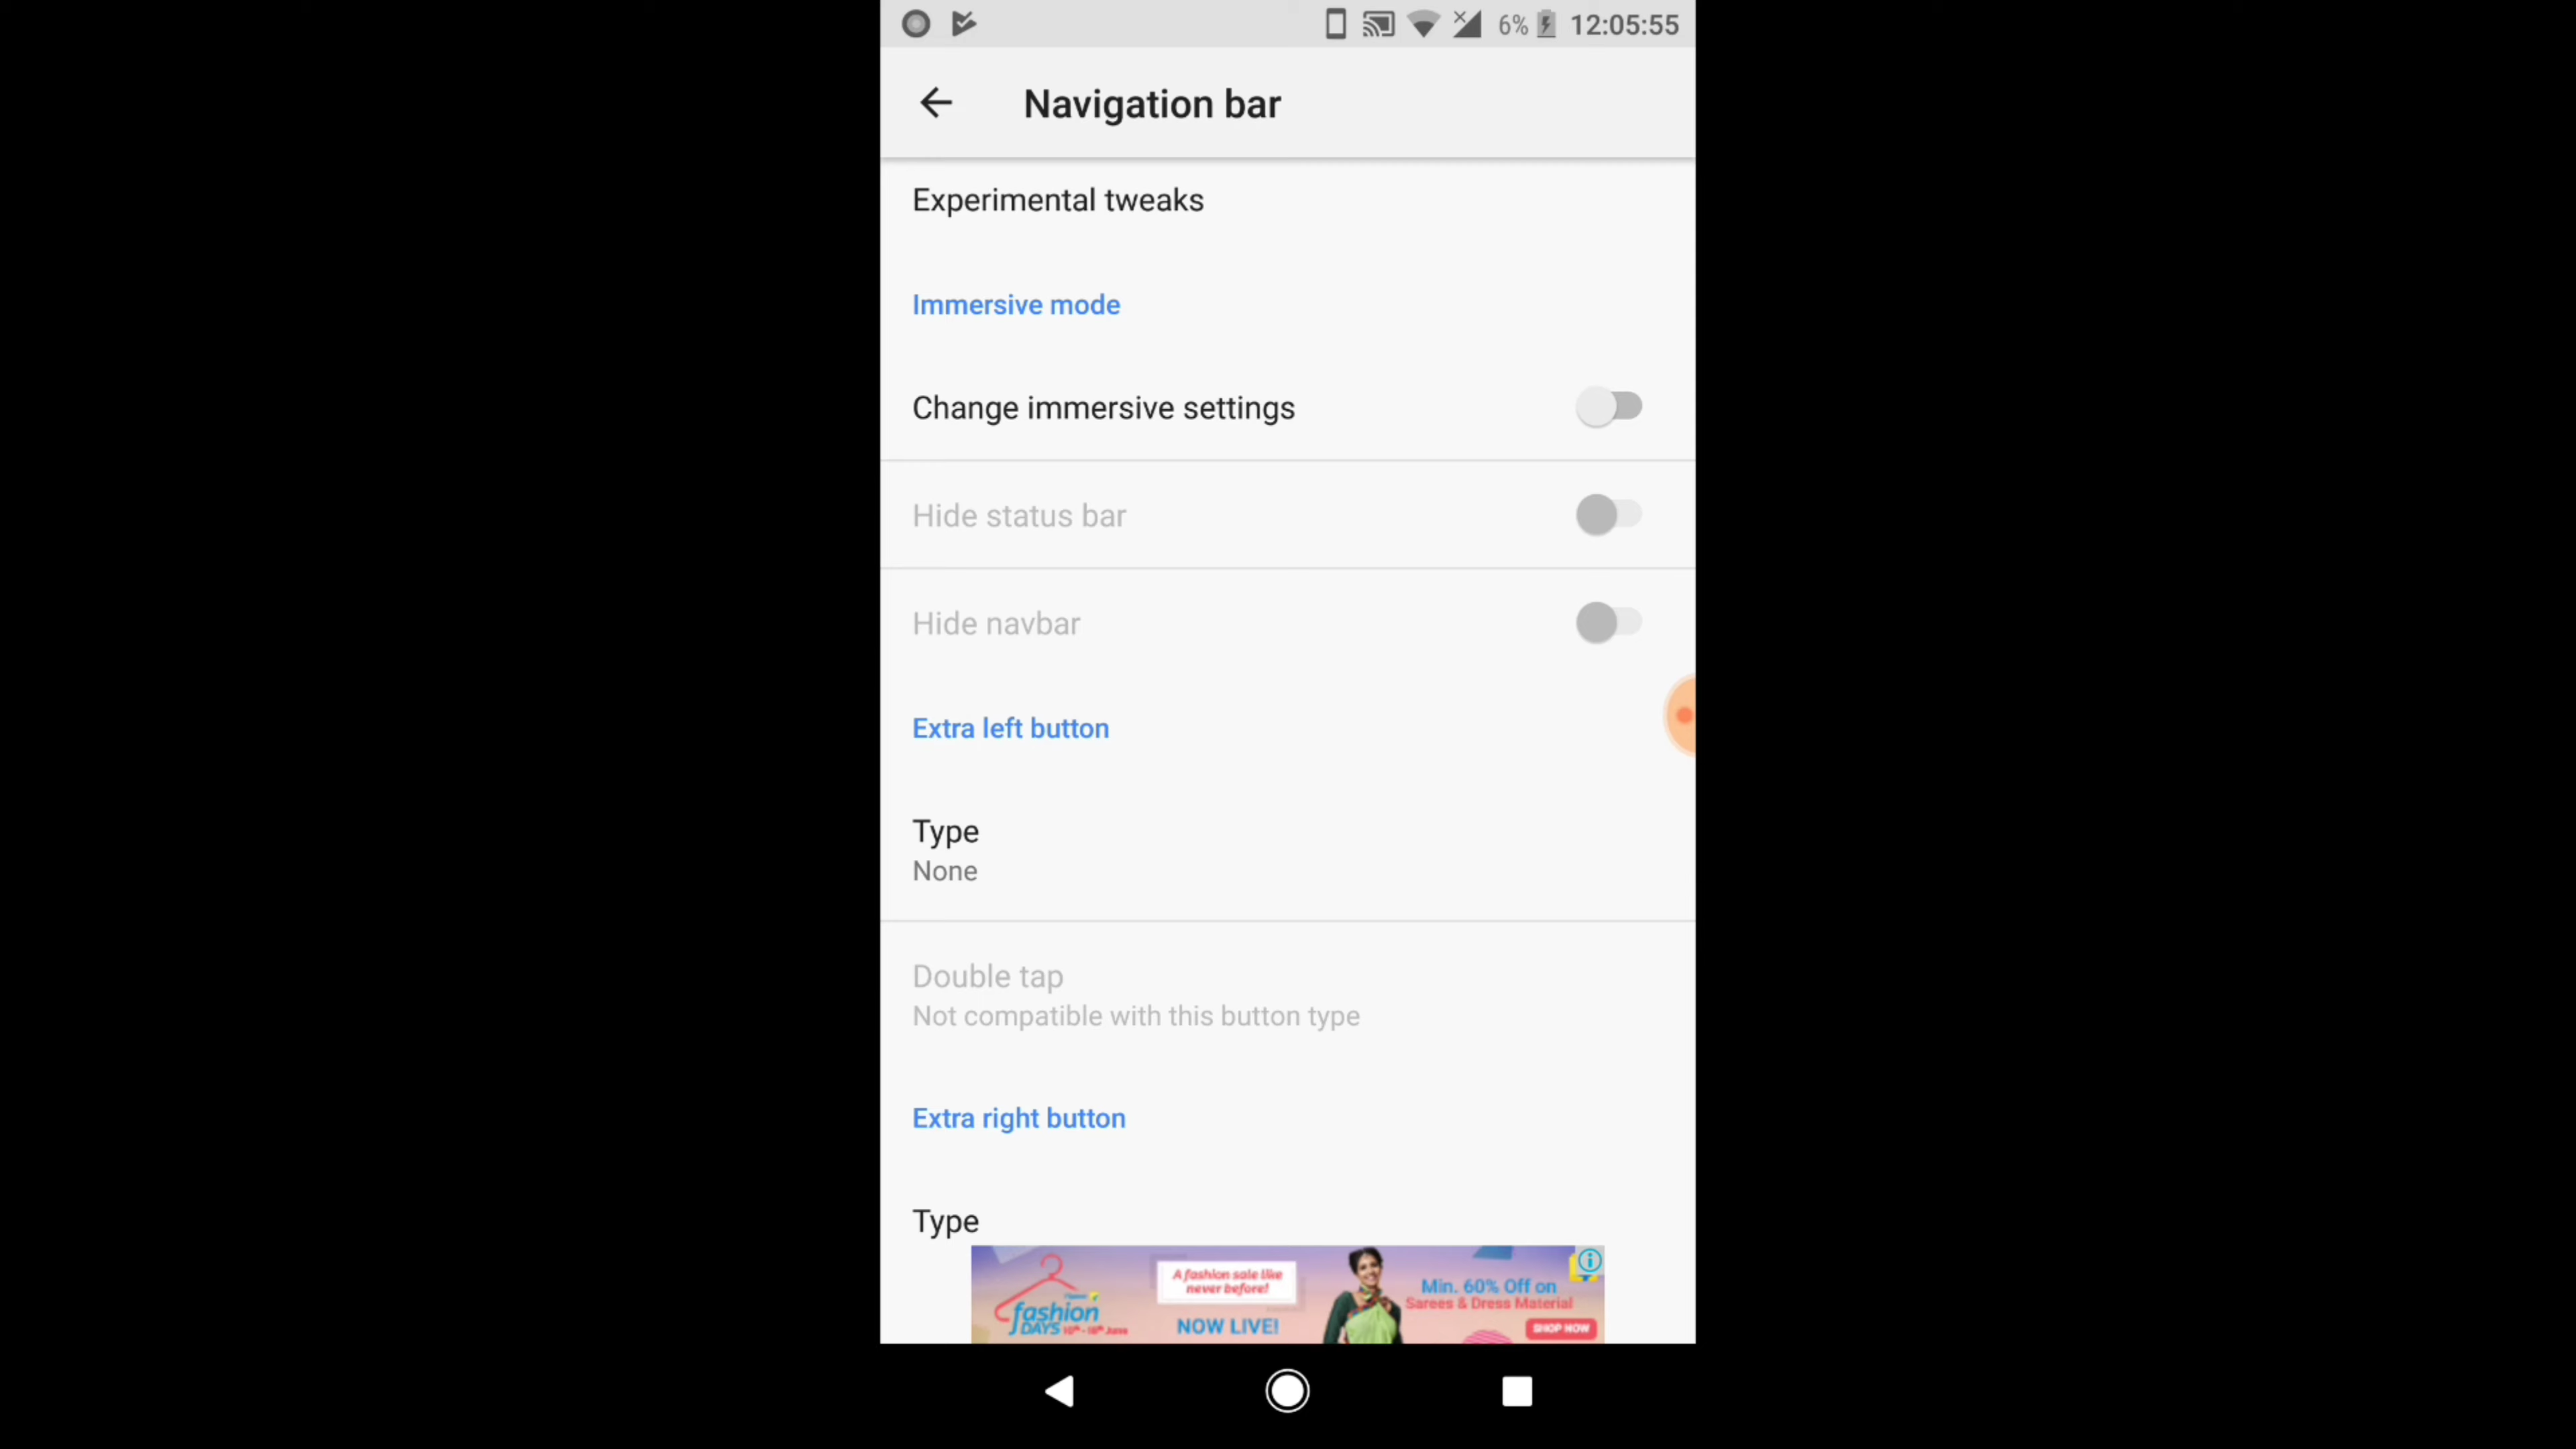 6% 12:05:55
Navigation bar
Experimental tweaks
Immersive mode
Change immersive settings
Hide status bar
Hide navbar
Extra left button
Type
None
Double tap
Not compatible with this button type
Extra right button
Type
fashion
DAYS 10th - 16th June
A fashion sale like
never before!
NOW LIVE!
Min. 60% Off on
Sarees & Dress Material
SHOP NOW